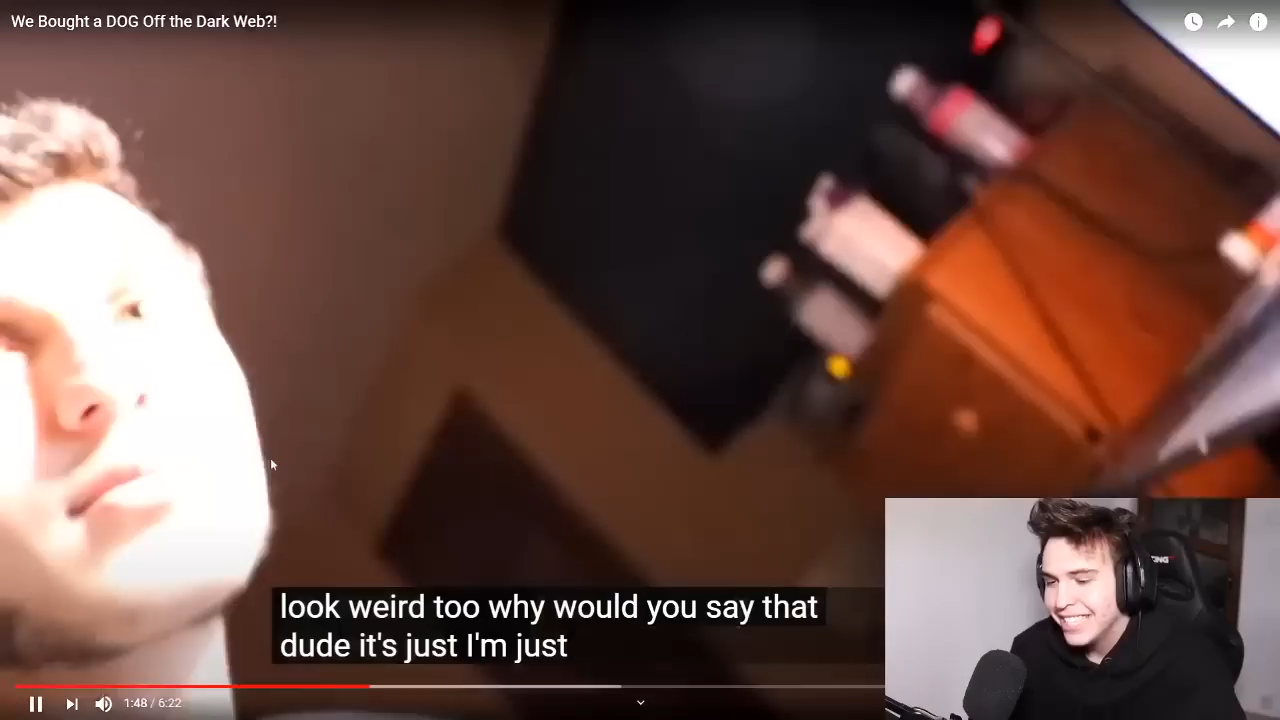 We Bought a DOG Off the Dark Web?!
look weird too why would you say that
dude it's just I'm just
1:48 / 6:22